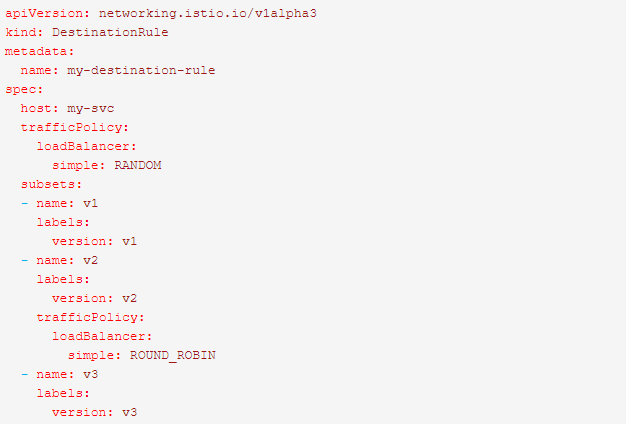 apiVersion: networking.istio.io/v1alpha3
kind: DestinationRule
metadata:
  name: my-destination-rule
spec:
  host: my-svc
  trafficPolicy:
    loadBalancer:
      simple: RANDOM
  subsets:
  - name: v1
    labels:
      version: v1
  - name: v2
    labels:
      version: v2
    trafficPolicy:
      loadBalancer:
        simple: ROUND_ROBIN
  - name: v3
    labels:
      version: v3